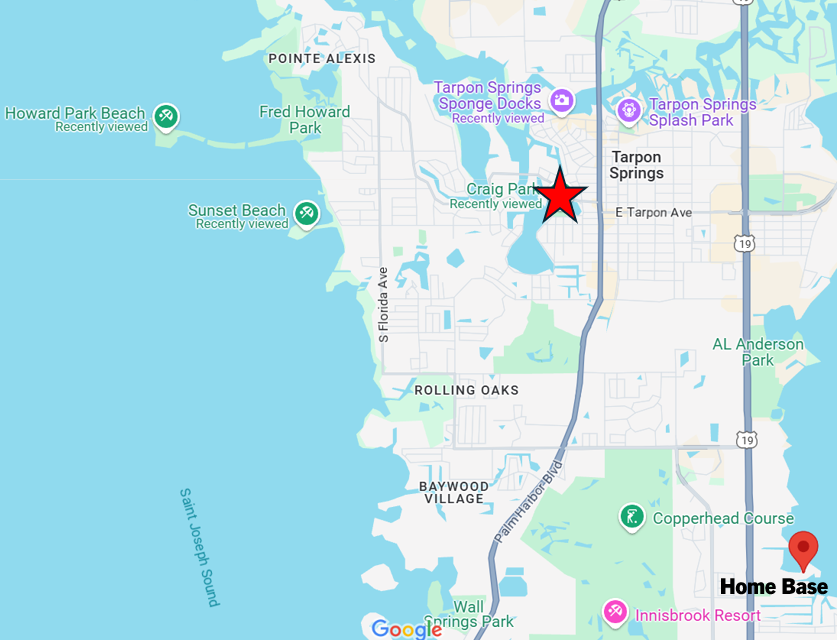 POINTE ALEXIS
Tarpon Springs
Sponge Docks
Recently viewed
Howard Park Beach
Recently viewed
Fred Howard
Park
Tarpon Springs
Splash Park
Tarpon
Springs
Craig Park
Recently viewed
Sunset Beach
Recently viewed
E Tarpon Ave
19
S Florida Ave
AL Anderson
Park
ROLLING OAKS
19
BAYWOOD
VILLAGE
Palm Harbor Blvd
Saint Joseph Sound
Copperhead Course
Home Base
Wall
Springs Park
Innisbrook Resort
Google